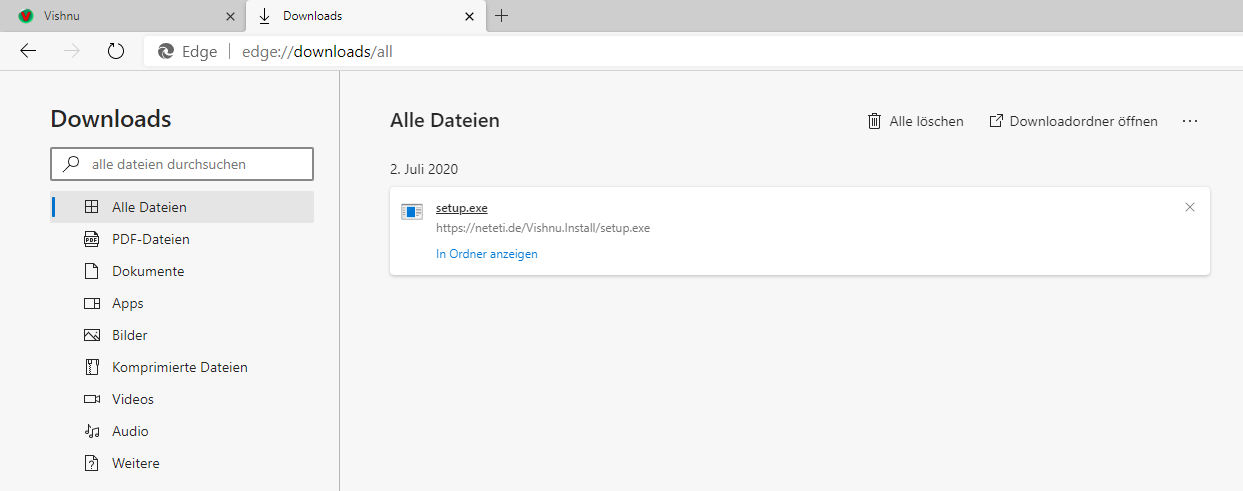 Vishnu
Downloads
Edge
edge://downloads/all
Downloads
alle dateien durchsuchen
Alle Dateien
PDF-Dateien
Dokumente
Apps
Bilder
Komprimierte Dateien
Videos
Audio
Weitere
Alle Dateien
Alle löschen
Downloadordner öffnen
2. Juli 2020
setup.exe
https://neteti.de/Vishnu.Install/setup.exe
In Ordner anzeigen